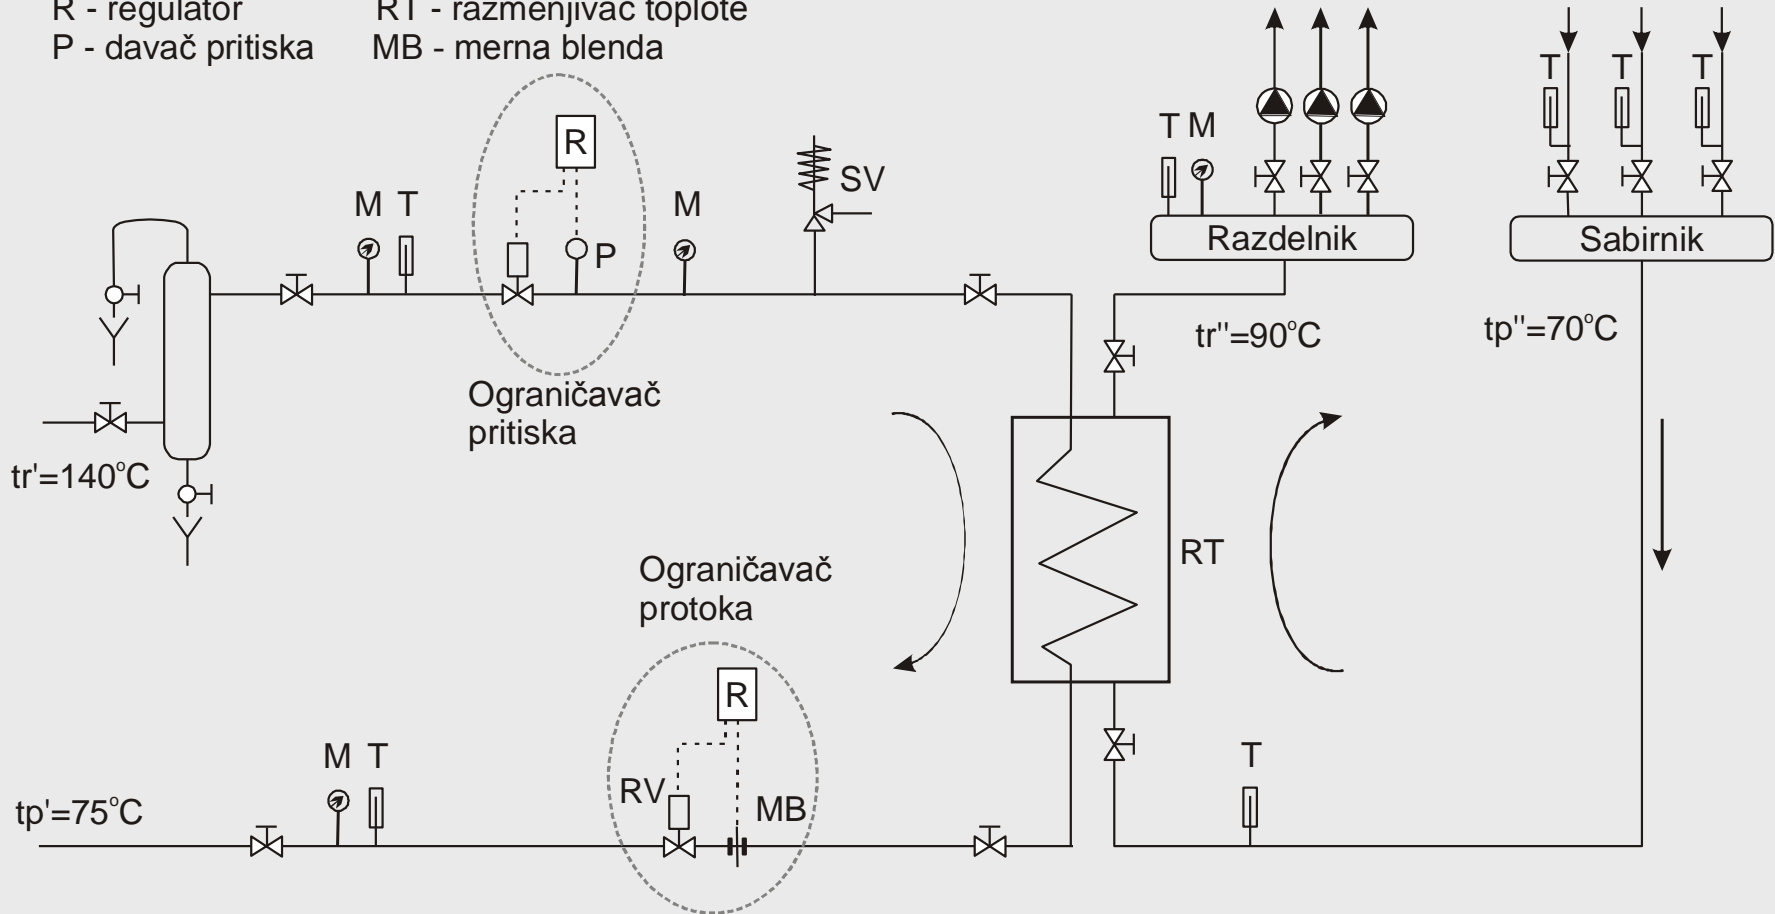 R - regulator RT - razmenjivač toplote
P - davač pritiska MB - merna blenda
R
P
M T
M
SV
T M
T T T
Razdelnik
Sabirnik
tr''=90°C
tp''=70°C
Ograničavač
pritiska
tr'=140°C
RT
Ograničavač
protoka
R
RV
MB
M T
T
tp'=75°C